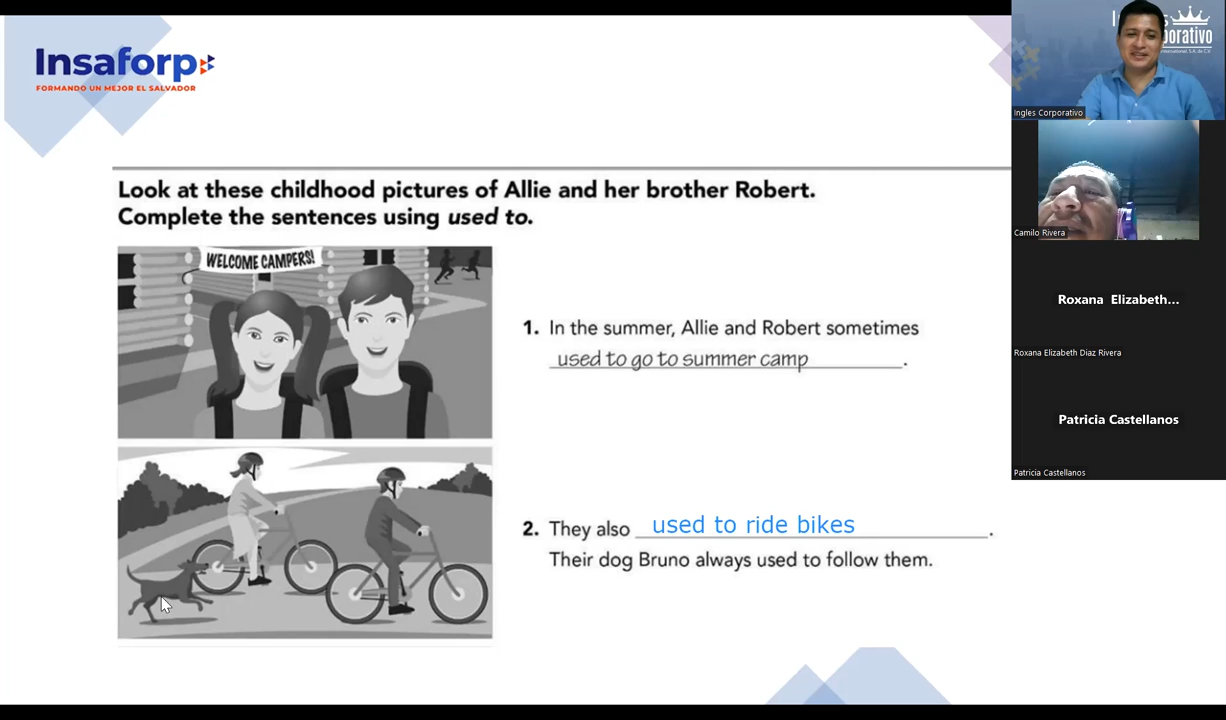 Insaforp
FORMANDO UN MEJOR EL SALVADOR
Look at these childhood pictures of Allie and her brother Robert.
Complete the sentences using used to.
WELCOME CAMPERS!
1. In the summer, Allie and Robert sometimes
used to go to summer camp.
2. They also used to ride bikes.
Their dog Bruno always used to follow them.
Ingles Corporativo
Camilo Rivera
Roxana Elizabeth...
Roxana Elizabeth Diaz Rivera
Patricia Castellanos
Patricia Castellanos